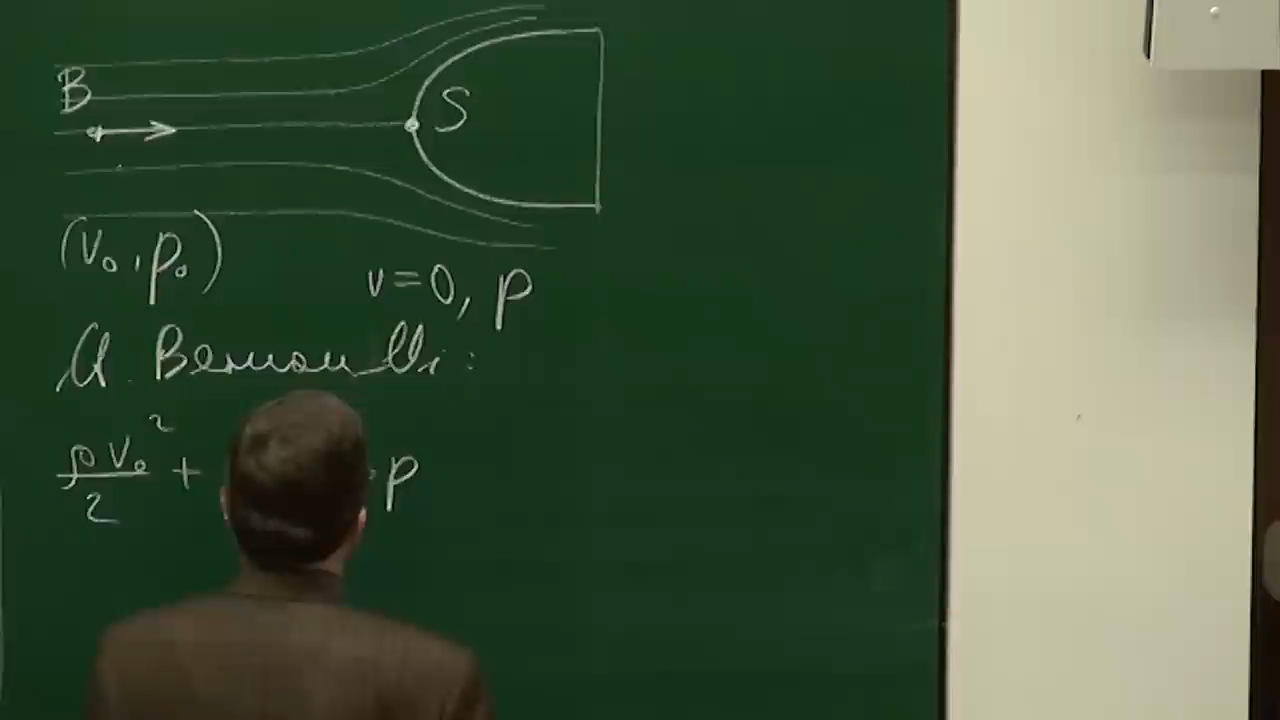 B
S
(v₀, p₀)
v=0, p
U. Bernoulli:
ρv₀²/2 + p